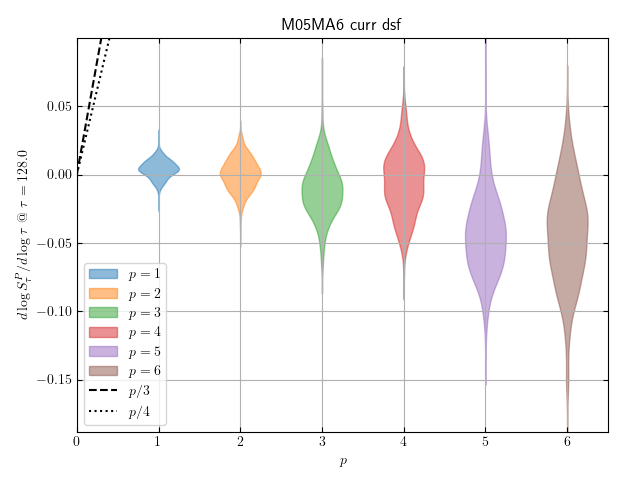 M05MA6 curr dsf
d log S_τ^p / d log τ @ τ = 128.0
0.05
0.00
−0.05
−0.10
−0.15
p = 1
p = 2
p = 3
p = 4
p = 5
p = 6
p/3
p/4
0 1 2 3 4 5 6
p